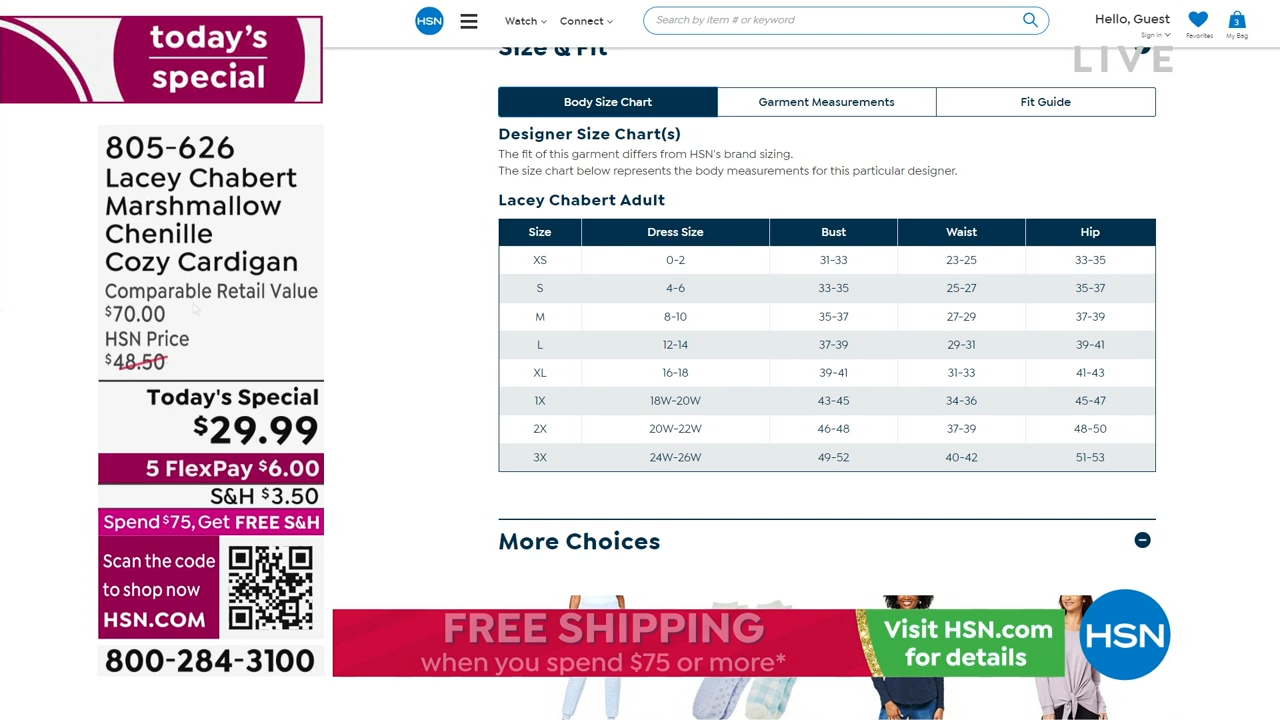 today's
special
805-626
Lacey Chabert
Marshmallow
Chenille
Cozy Cardigan
Comparable Retail Value
$70.00
HSN Price
$48.50
Today's Special
$29.99
5 FlexPay $6.00
S&H $3.50
Spend $75, Get FREE S&H
Scan the code
to shop now
HSN.COM
800-284-3100
HSN
Watch
Connect
Search by item # or keyword
Hello, Guest
Sign in
Favorites
3
My Bag
LIVE
Size & Fit
Body Size Chart Garment Measurements Fit Guide
Designer Size Chart(s)
The fit of this garment differs from HSN's brand sizing.
The size chart below represents the body measurements for this particular designer.
Lacey Chabert Adult
Size Dress Size Bust Waist Hip
XS 0-2 31-33 23-25 33-35
S 4-6 33-35 25-27 35-37
M 8-10 35-37 27-29 37-39
L 12-14 37-39 29-31 39-41
XL 16-18 39-41 31-33 41-43
1X 18W-20W 43-45 34-36 45-47
2X 20W-22W 46-48 37-39 48-50
3X 24W-26W 49-52 40-42 51-53
More Choices
FREE SHIPPING
when you spend $75 or more*
Visit HSN.com
for details
HSN